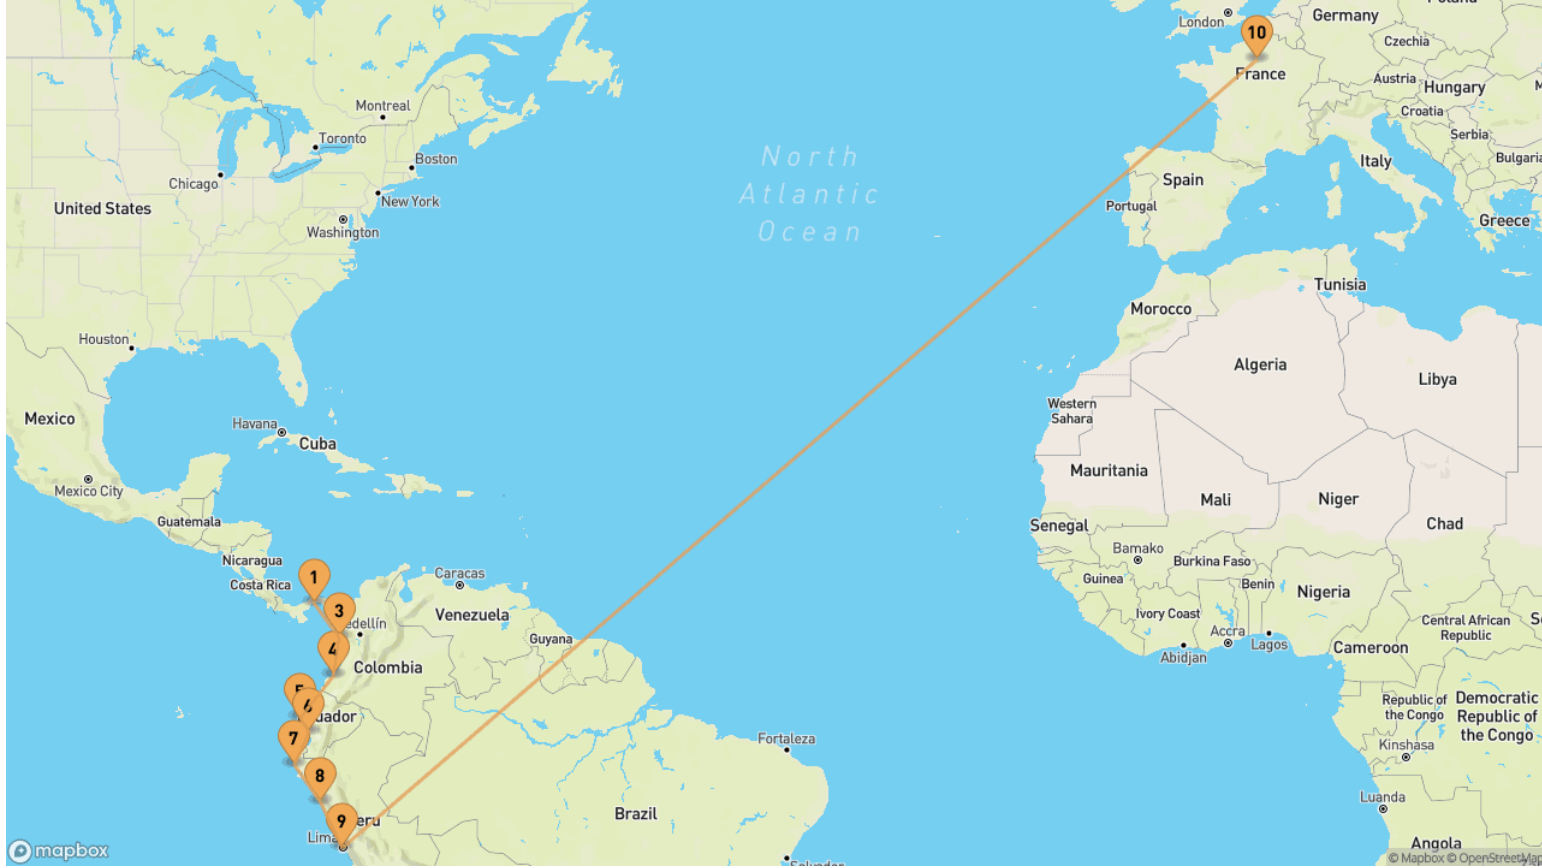 London
Germany
Czechia
10
France
Austria
Hungary
Croatia
Serbia
Italy
Spain
Portugal
Greece
Montreal
Toronto
Boston
Chicago
New York
United States
Washington
North
Atlantic
Ocean
Tunisia
Morocco
Houston
Algeria
Libya
Western
Sahara
Mexico
Havana
Cuba
Mexico City
Mauritania
Mali
Niger
Chad
Guatemala
Senegal
Bamako
Burkina Faso
Nicaragua
Costa Rica
Caracas
Guinea
Benin
Nigeria
1
3
Venezuela
Ivory Coast
Accra
Lagos
Abidjan
Central African
Republic
Cameroon
Guyana
4
Colombia
5
6
7
Republic of
the Congo
Democratic
Republic of
the Congo
Kinshasa
Fortaleza
8
9
Brazil
Luanda
Angola
mapbox
© Mapbox © OpenStreetMap